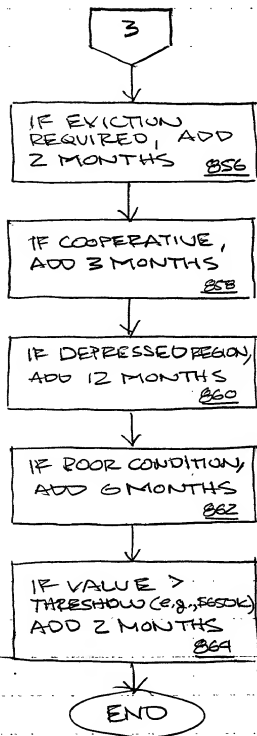 3
IF EVICTION
REQUIRED, ADD
2 MONTHS
856
IF COOPERATIVE,
ADD 3 MONTHS
858
IF DEPRESSED REGION,
ADD 12 MONTHS
860
IF POOR CONDITION,
ADD 6 MONTHS
862
IF VALUE >
THRESHOLD (e.g., $650K)
ADD 2 MONTHS
864
END